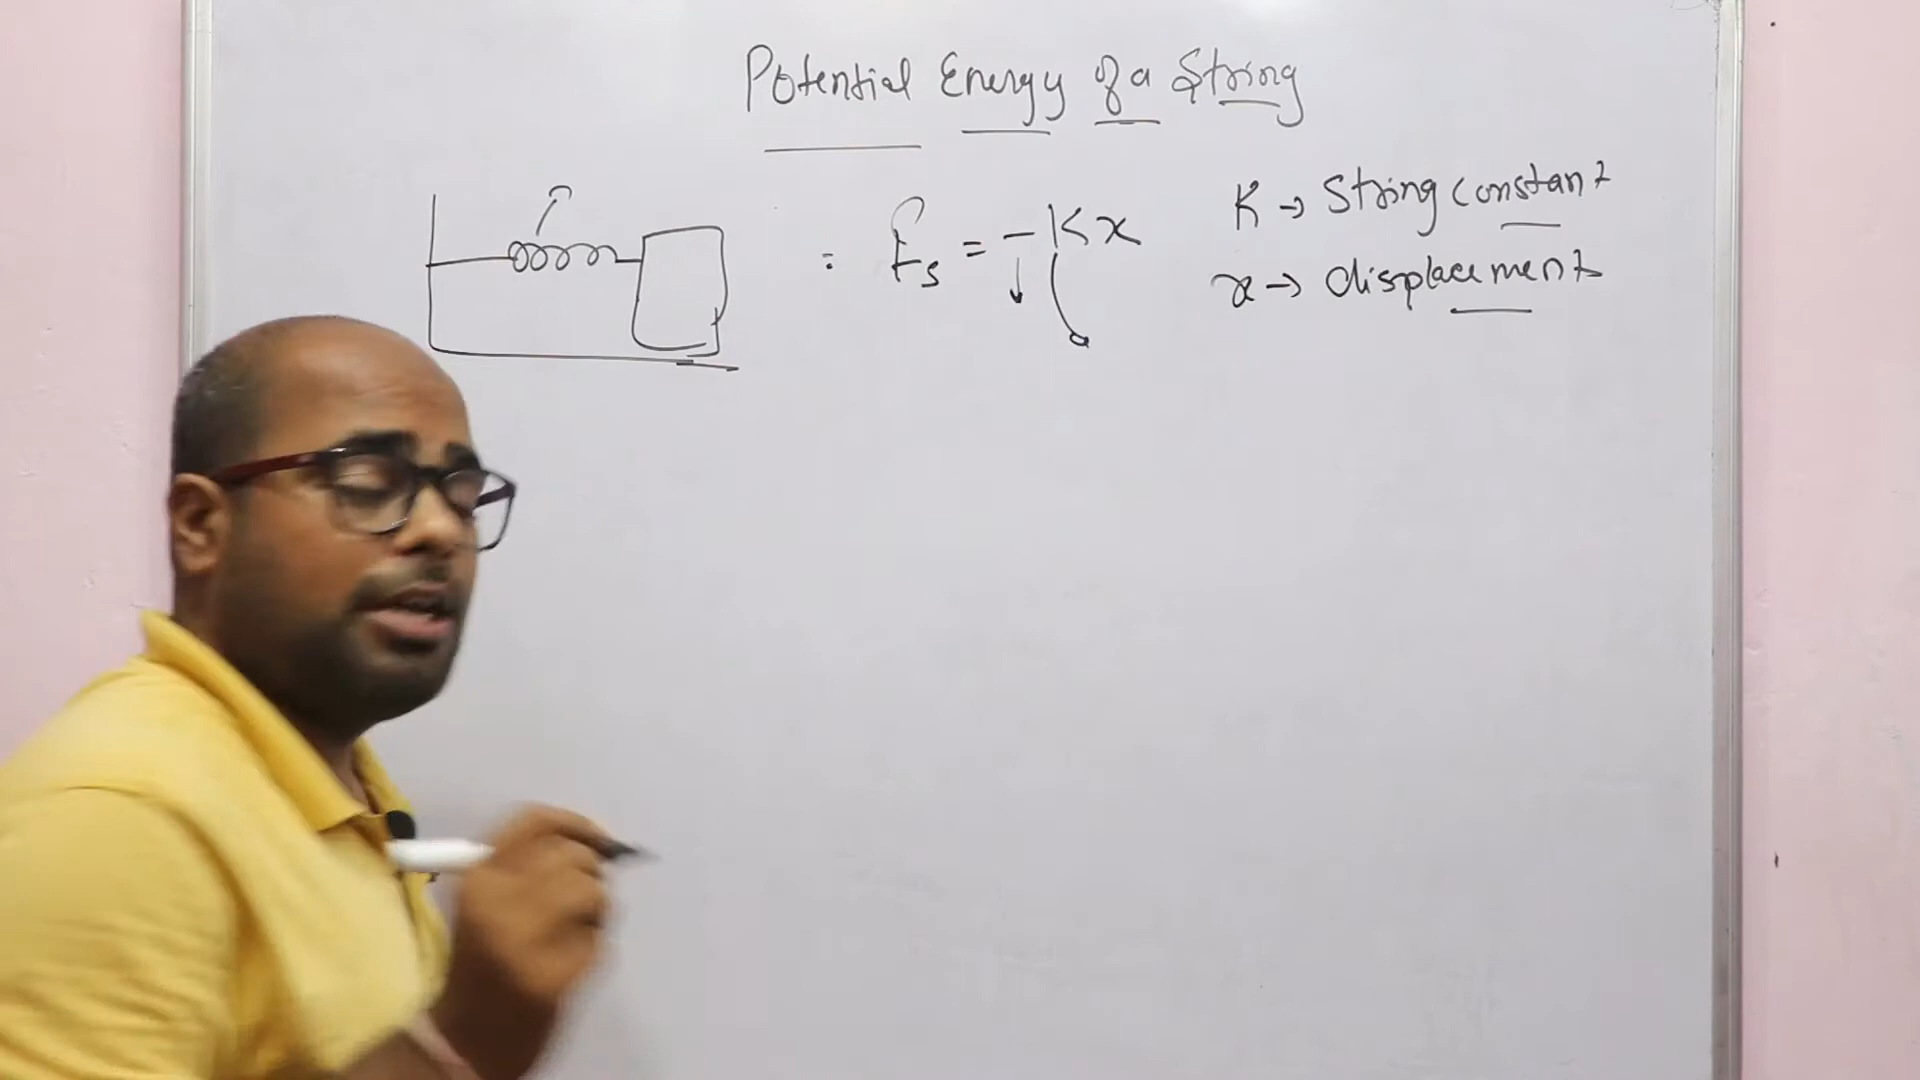 Potential Energy of a String
: Fs = - Kx
K → String constant
x → displacement